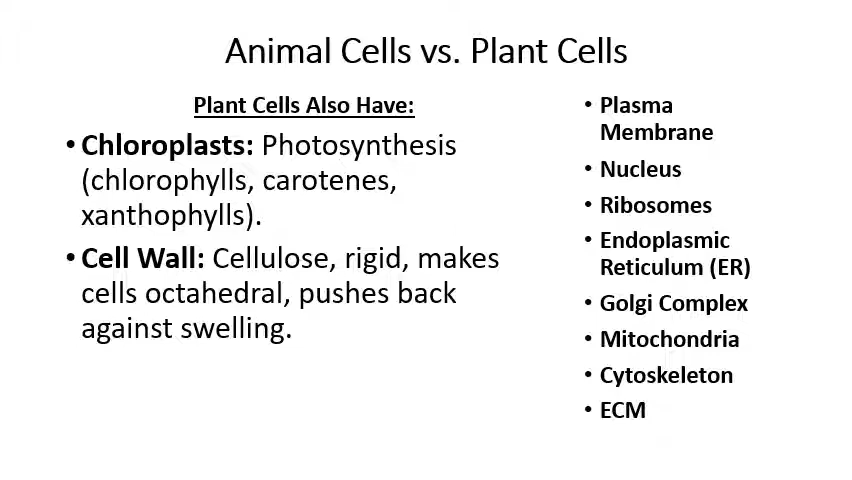 Animal Cells vs. Plant Cells
Plant Cells Also Have:
• Chloroplasts: Photosynthesis
(chlorophylls, carotenes,
xanthophylls).
• Cell Wall: Cellulose, rigid, makes
cells octahedral, pushes back
against swelling.
• Plasma
Membrane
• Nucleus
• Ribosomes
• Endoplasmic
Reticulum (ER)
• Golgi Complex
• Mitochondria
• Cytoskeleton
• ECM